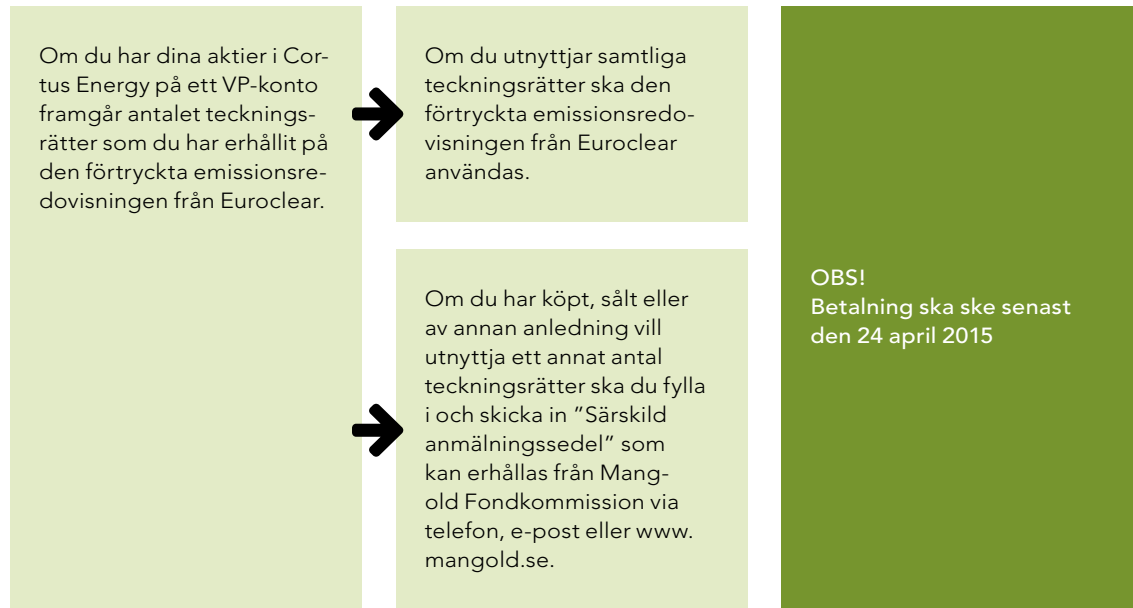 Om du har dina aktier i Cor-
tus Energy på ett VP-konto
framgår antalet tecknings-
rätter som du har erhållit på
den förtryckta emissionsre-
dovisningen från Euroclear.
Om du utnyttjar samtliga
teckningsrätter ska den
förtryckta emissionsredo-
visningen från Euroclear
användas.
Om du har köpt, sålt eller
av annan anledning vill
utnyttja ett annat antal
teckningsrätter ska du fylla
i och skicka in ”Särskild
anmälningssedel” som
kan erhållas från Mang-
old Fondkommission via
telefon, e-post eller www.
mangold.se.
OBS!
Betalning ska ske senast
den 24 april 2015